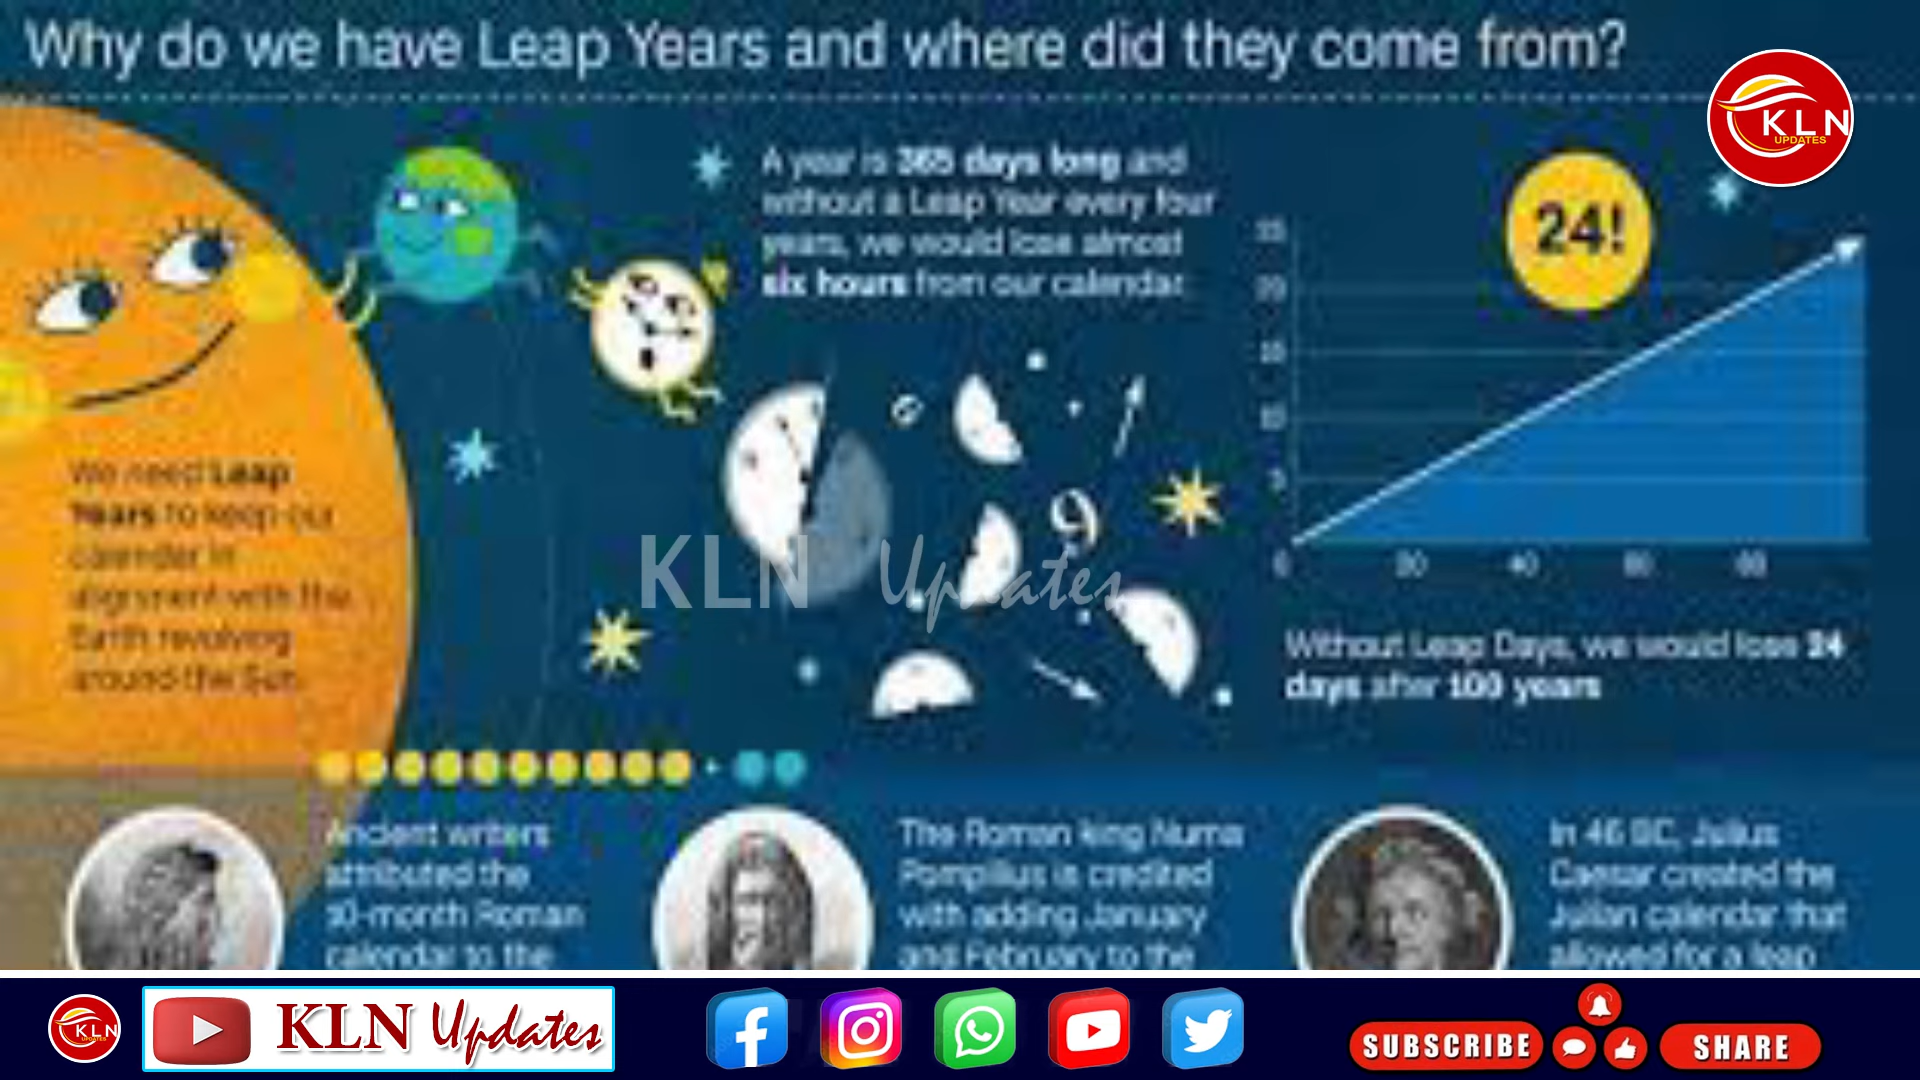 Why do we have Leap Years and where did they come from?
KLN
UPDATES
A year is 365 days long and
without a Leap Year every four
years, we would lose almost
six hours from our calendar
24!
20
15
10
5
0
20
40
60
80
9
We need Leap
Years to keep our
calender in
alignment with the
Earth revolving
around the Sun
KLN Updates
Without Leap Days, we would lose 24
days after 100 years
Ancient writers
attributed the
10-month Roman
calendar to the
The Roman king Numa
Pompilius is credited
with adding January
and February to the
In 46 BC, Julius
Caesar created the
Julian calendar that
allowed for a leap
KLN
UPDATES
KLN Updates
SUBSCRIBE
SHARE